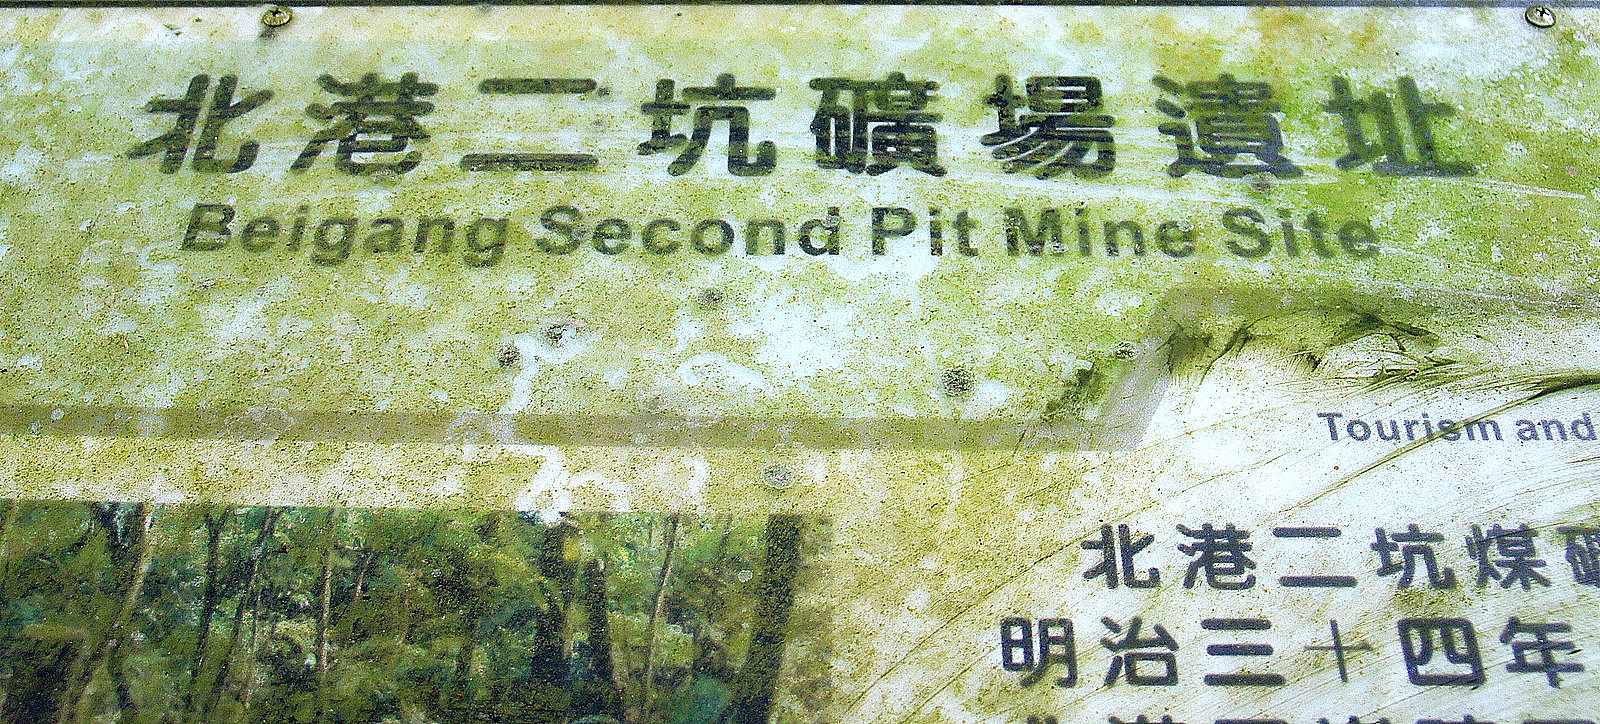 北港二坑礦場遺址
Beigang Second Pit Mine Site
Tourism and
北港二坑煤
明治三十四年